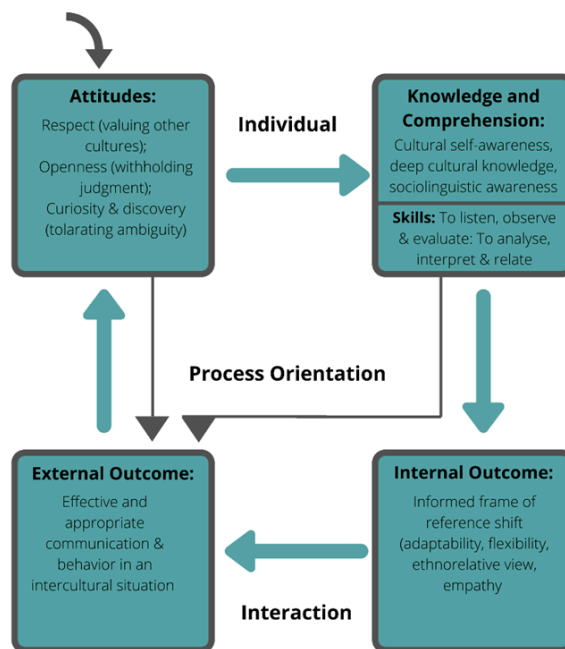 Attitudes:
Respect (valuing other
cultures);
Openness (withholding
judgment);
Curiosity & discovery
(tolarating ambiguity)
Individual
Knowledge and
Comprehension:
Cultural self-awareness,
deep cultural knowledge,
sociolinguistic awareness
Skills: To listen, observe
& evaluate: To analyse,
interpret & relate
Process Orientation
External Outcome:
Effective and
appropriate
communication &
behavior in an
intercultural situation
Internal Outcome:
Informed frame of
reference shift
(adaptability, flexibility,
ethnorelative view,
empathy
Interaction